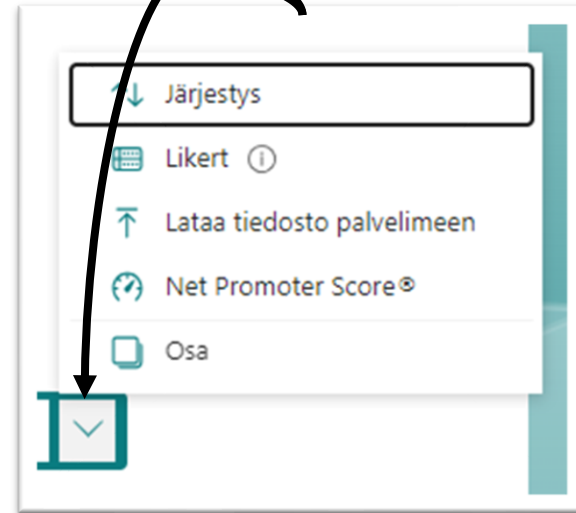 Järjestys
Likert
Lataa tiedosto palvelimeen
Net Promoter Score®
Osa